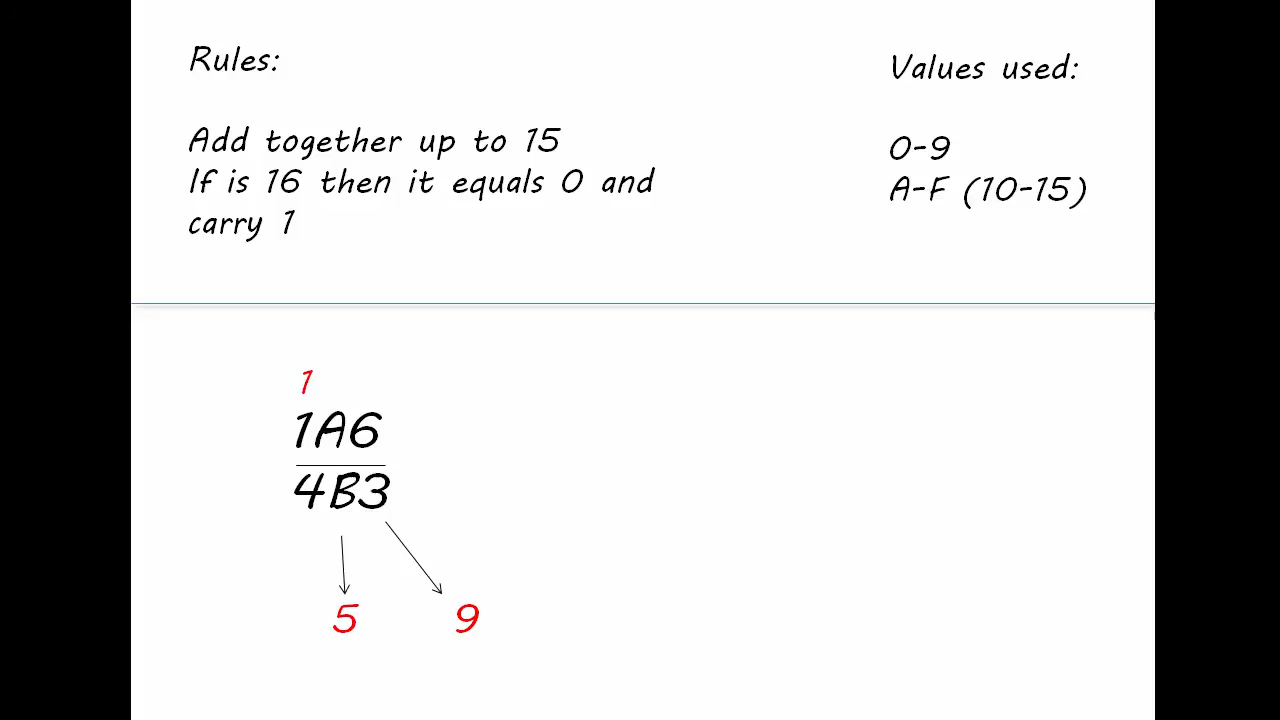 Rules:
Add together up to 15
If is 16 then it equals 0 and
carry 1
Values used:
0-9
A-F (10-15)
1
1A6
4B3
5 9